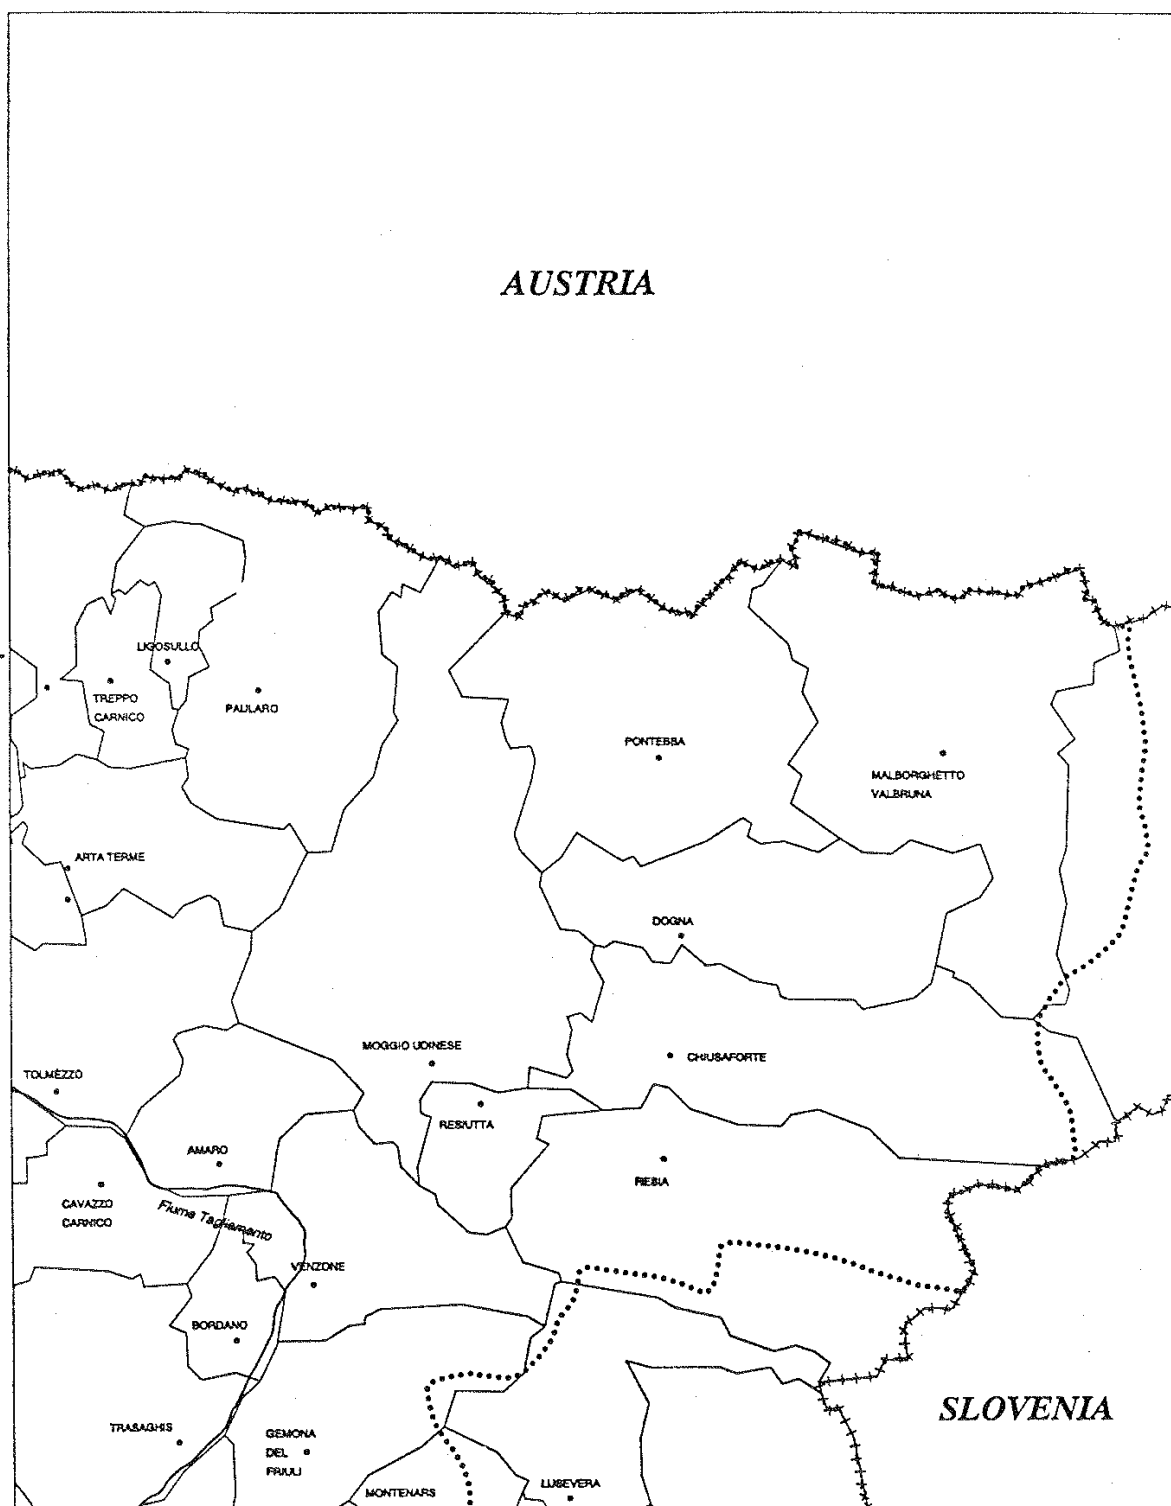 AUSTRIA
LIGOSULLO
TREPPO
CARNICO
PAULARO
PONTEBBA
MALBORGHETTO
VALBRUNA
ARTA TERME
DOGNA
MOGGIO UDINESE
CHIUSAFORTE
TOLMEZZO
RESIUTTA
AMARO
RESIA
CAVAZZO
CARNICO
Fiume Tagliamento
VENZONE
BORDANO
SLOVENIA
TRASAGHIS
GEMONA
DEL
FRIULI
LUSEVERA
MONTENARS